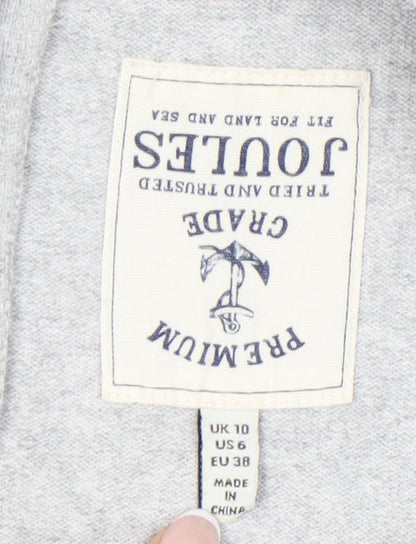 PREMIUM
GRADE
TRIED AND TRUSTED
JOULES
FIT FOR LAND AND SEA
UK 10
US 6
EU 38
MADE
IN
CHINA